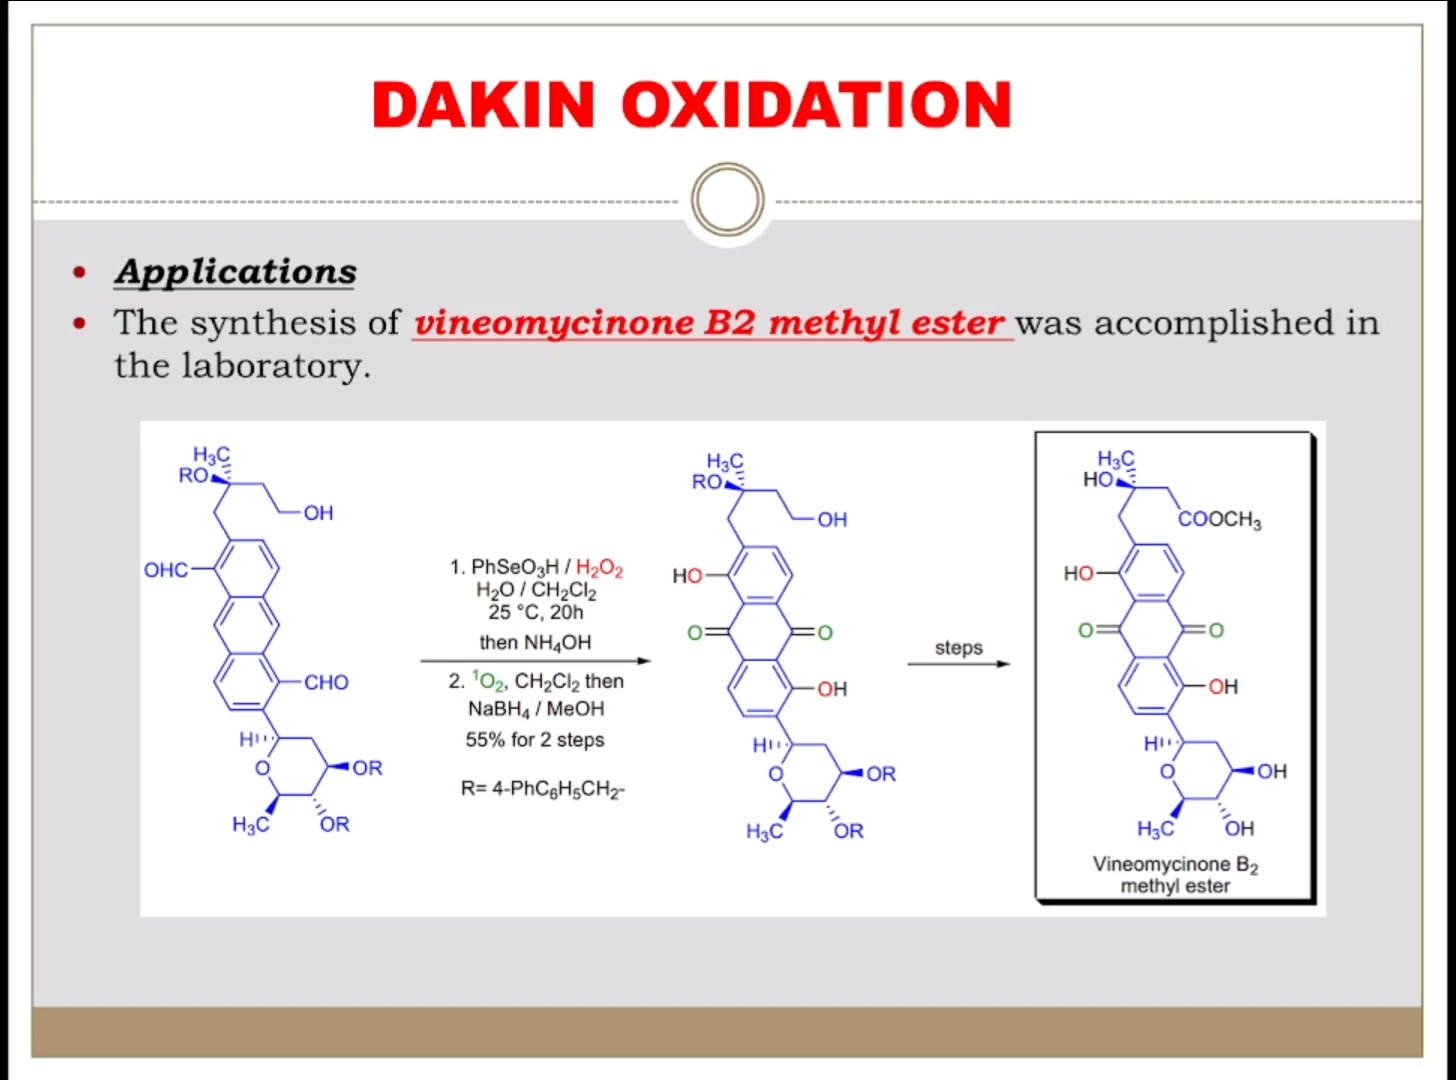 DAKIN OXIDATION
• Applications
• The synthesis of vineomycinone B2 methyl ester was accomplished in
the laboratory.
H₃C
RO
OH
OHC
CHO
H
O
OR
H₃C
OR
1. PhSeO₃H / H₂O₂
H₂O / CH₂Cl₂
25 °C, 20h
then NH₄OH
2. ¹O₂, CH₂Cl₂ then
NaBH₄ / MeOH
55% for 2 steps
R= 4-PhC₆H₅CH₂-
H₃C
RO
OH
HO
O
O
OH
H
O
OR
H₃C
OR
steps
H₃C
HO
COOCH₃
HO
O
O
OH
H
O
OH
H₃C
OH
Vineomycinone B₂
methyl ester